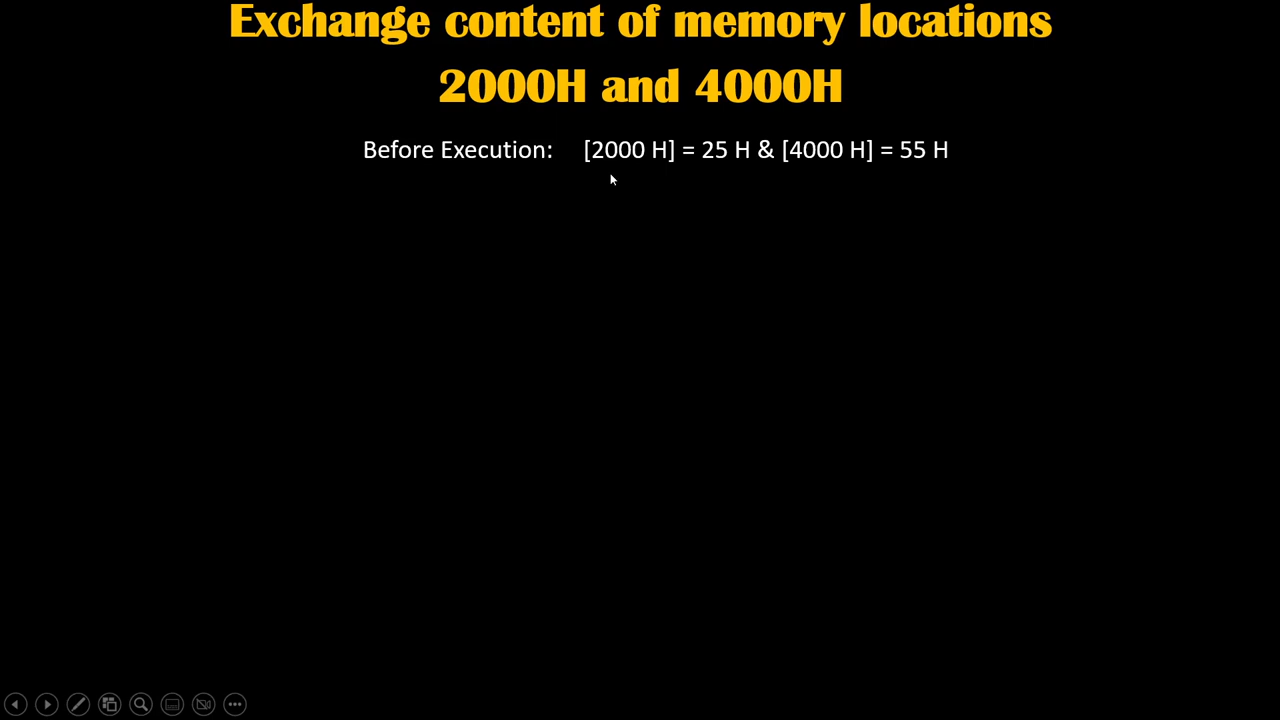 Exchange content of memory locations
2000H and 4000H
Before Execution: [2000 H] = 25 H & [4000 H] = 55 H